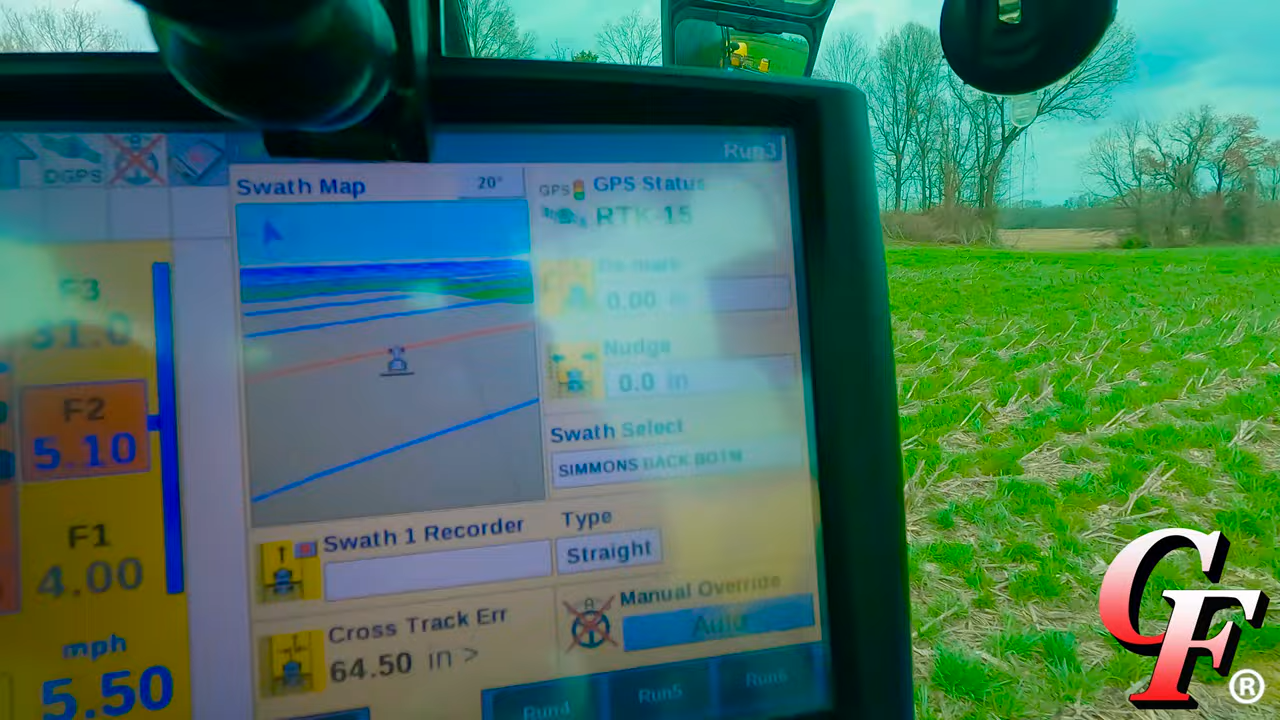 Run3
DGPS
Swath Map
20°
GPS
GPS Status
RTK-15
F3
31.0
0.00 in
Nudge
0.0 in
F2
5.10
Swath Select
SIMMONS BACK BOTM
F1
4.00
Swath 1 Recorder
Type
Straight
Manual Override
Auto
Cross Track Err
64.50 in >
mph
5.50
Run4
Run5
Run6
CF
®